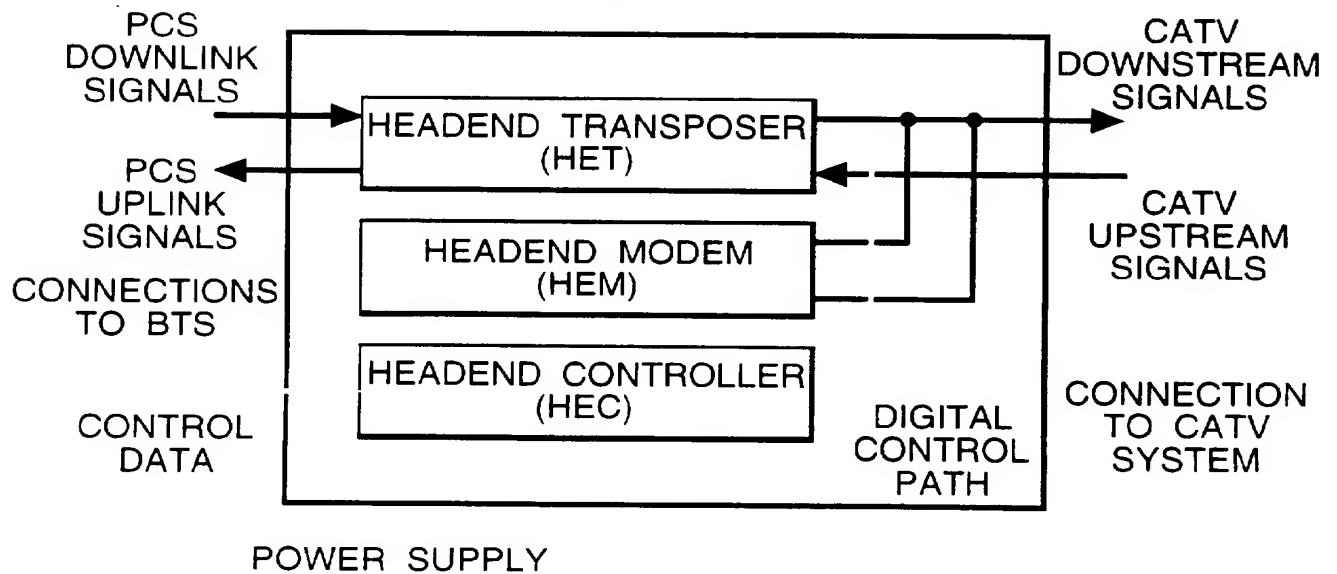 PCS
DOWNLINK
SIGNALS
CATV
DOWNSTREAM
SIGNALS
HEADEND TRANSPOSER
(HET)
PCS
UPLINK
SIGNALS
CATV
UPSTREAM
SIGNALS
HEADEND MODEM
(HEM)
CONNECTIONS
TO BTS
HEADEND CONTROLLER
(HEC)
CONTROL
DATA
DIGITAL
CONTROL
PATH
CONNECTION
TO CATV
SYSTEM
POWER SUPPLY